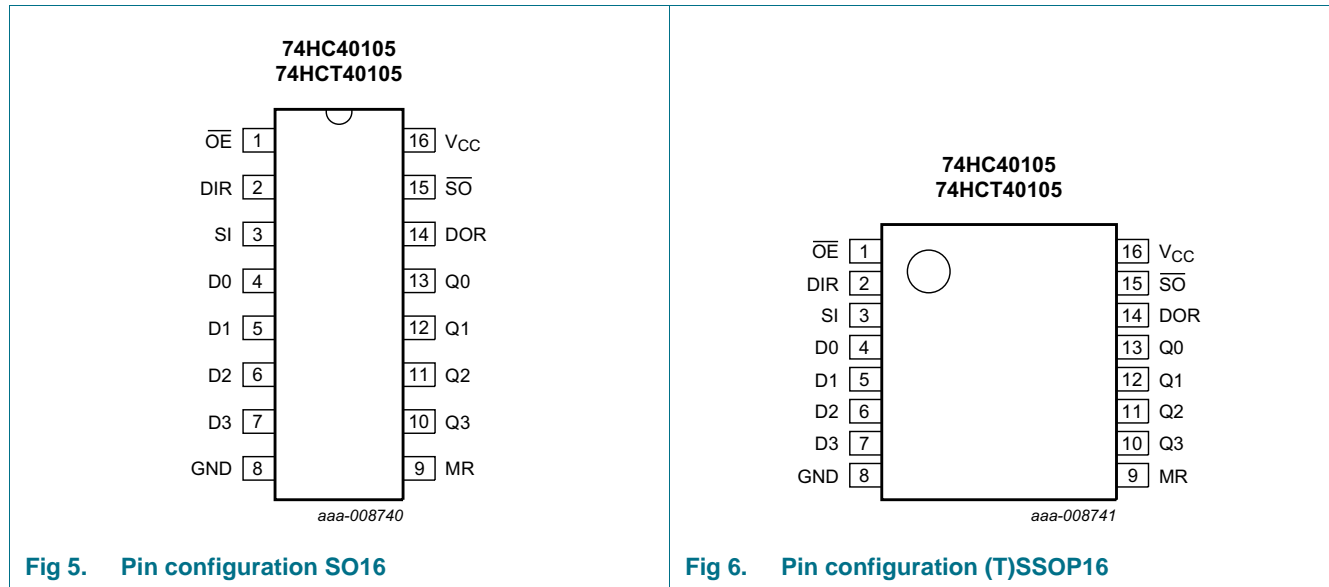 74HC40105
74HCT40105
O̅E̅ 1
DIR 2
SI 3
D0 4
D1 5
D2 6
D3 7
GND 8
16 VCC
15 S̅O̅
14 DOR
13 Q0
12 Q1
11 Q2
10 Q3
9 MR
aaa-008740
Fig 5. Pin configuration SO16
74HC40105
74HCT40105
O̅E̅ 1
DIR 2
SI 3
D0 4
D1 5
D2 6
D3 7
GND 8
16 VCC
15 S̅O̅
14 DOR
13 Q0
12 Q1
11 Q2
10 Q3
9 MR
aaa-008741
Fig 6. Pin configuration (T)SSOP16